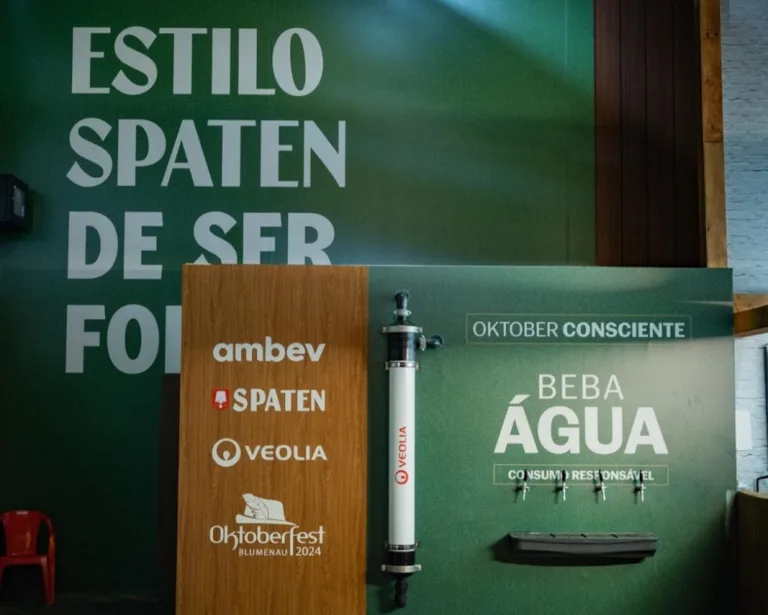 ESTILO
SPATEN
DE SER
ambev
SPATEN
VEOLIA
Oktoberfest
BLUMENAU 2024
VEOLIA
OKTOBER CONSCIENTE
BEBA
ÁGUA
CONSUMO RESPONSÁVEL